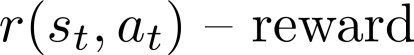 r(s_t, a_t) – reward